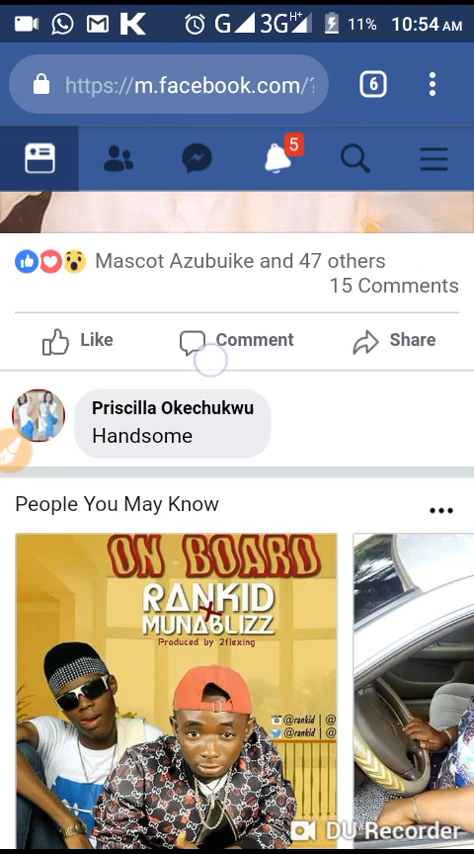 G 3G H+ 11% 10:54 AM
https://m.facebook.com/?
6
5
Mascot Azubuike and 47 others
15 Comments
Like Comment Share
Priscilla Okechukwu
Handsome
People You May Know
ON BOARD
RANKID
X
MUNABLIZZ
Produced by 2flexing
@rankid | @
@rankid | @
DU Recorder